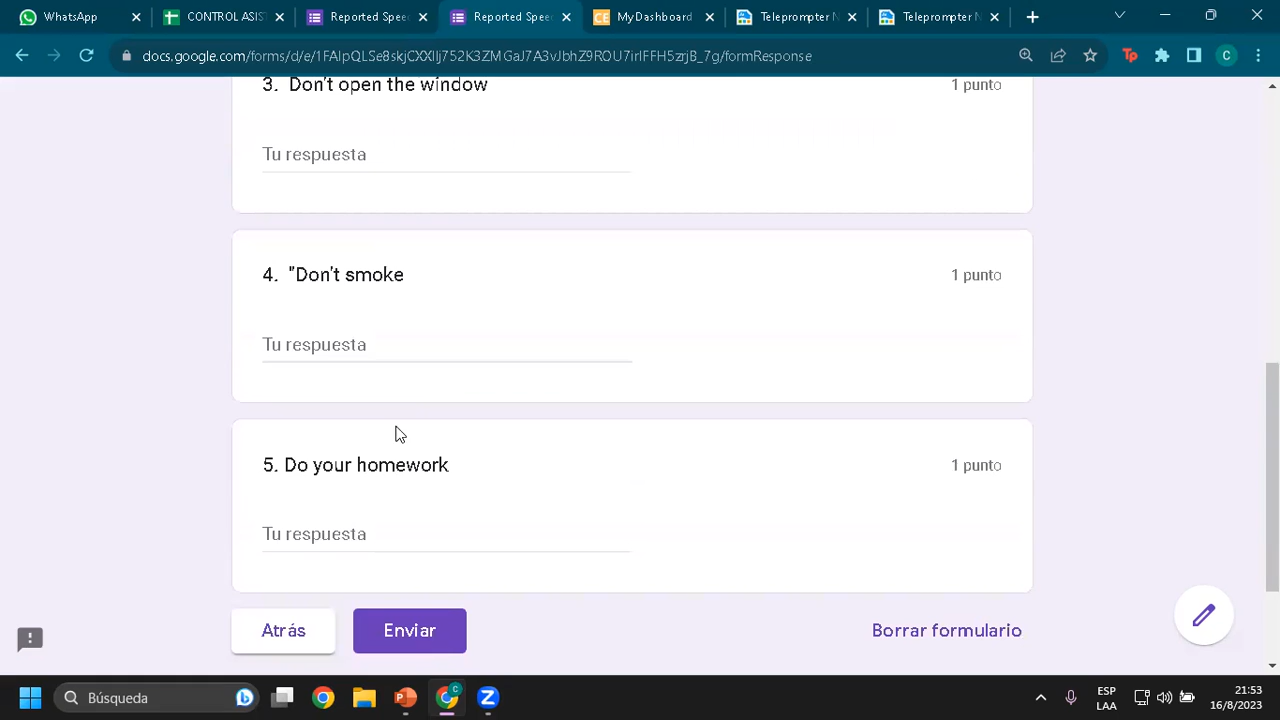 WhatsApp
CONTROL ASIST
Reported Spee
Reported Spee
MyDashboard
Teleprompter N
Teleprompter N
docs.google.com/forms/d/e/1FAIpQLSe8skjCXXlIj752K3ZMGaJ7A3vJbhZ9ROU7irlFFH5zrjB_7g/formResponse
3. Don't open the window
1 punto
Tu respuesta
4. "Don't smoke
1 punto
Tu respuesta
5. Do your homework
1 punto
Tu respuesta
Atrás
Enviar
Borrar formulario
Búsqueda
ESP
LAA
21:53
16/8/2023